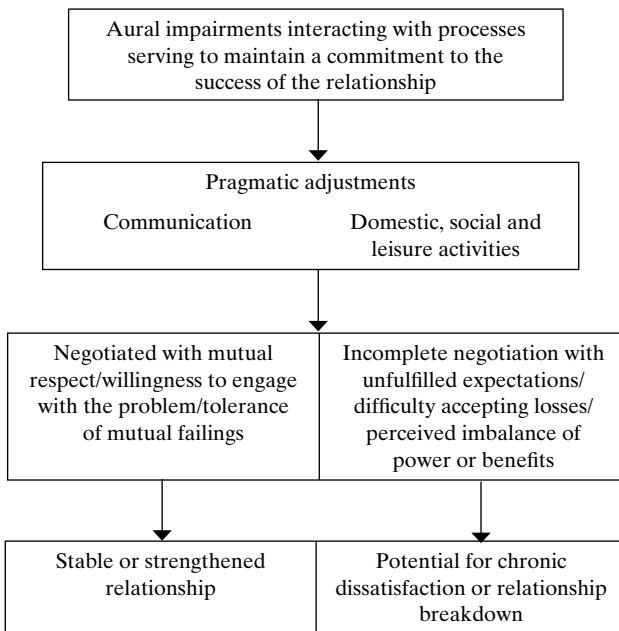 Aural impairments interacting with processes
serving to maintain a commitment to the
success of the relationship
Pragmatic adjustments
Communication
Domestic, social and
leisure activities
Negotiated with mutual
respect/willingness to engage
with the problem/tolerance
of mutual failings
Incomplete negotiation with
unfulfilled expectations/
difficulty accepting losses/
perceived imbalance of
power or benefits
Stable or strengthened
relationship
Potential for chronic
dissatisfaction or relationship
breakdown